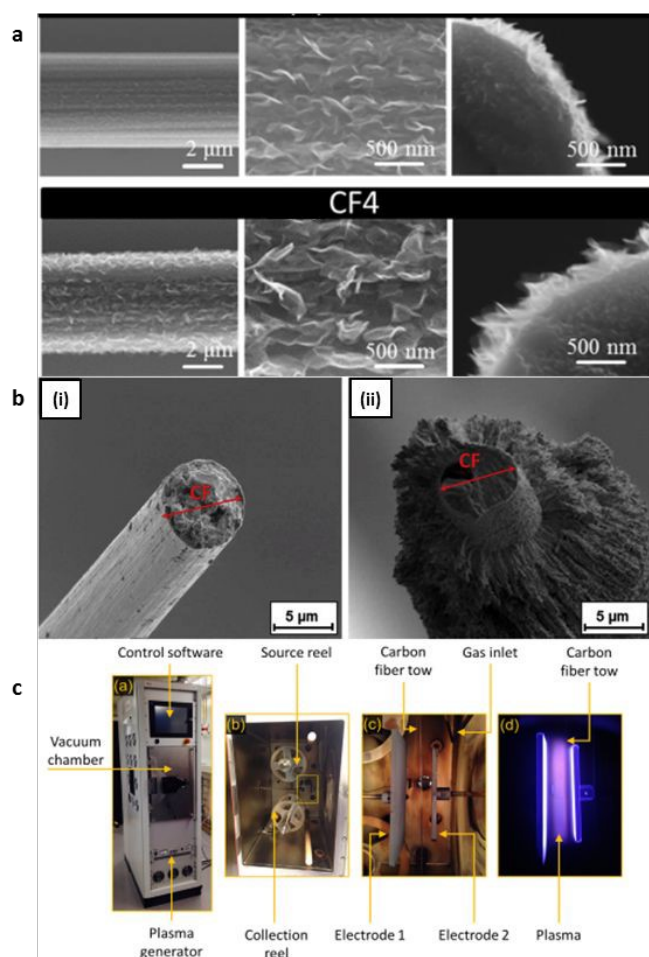 a
2 μm
500 nm
500 nm
CF4
2 μm
500 nm
500 nm
b
(i)
(ii)
CF
CF
5 μm
5 μm
Control software
Source reel
Carbon
fiber tow
Gas inlet
Carbon
fiber tow
c
(a)
(b)
(c)
(d)
Vacuum
chamber
Plasma
generator
Collection
reel
Electrode 1
Electrode 2
Plasma